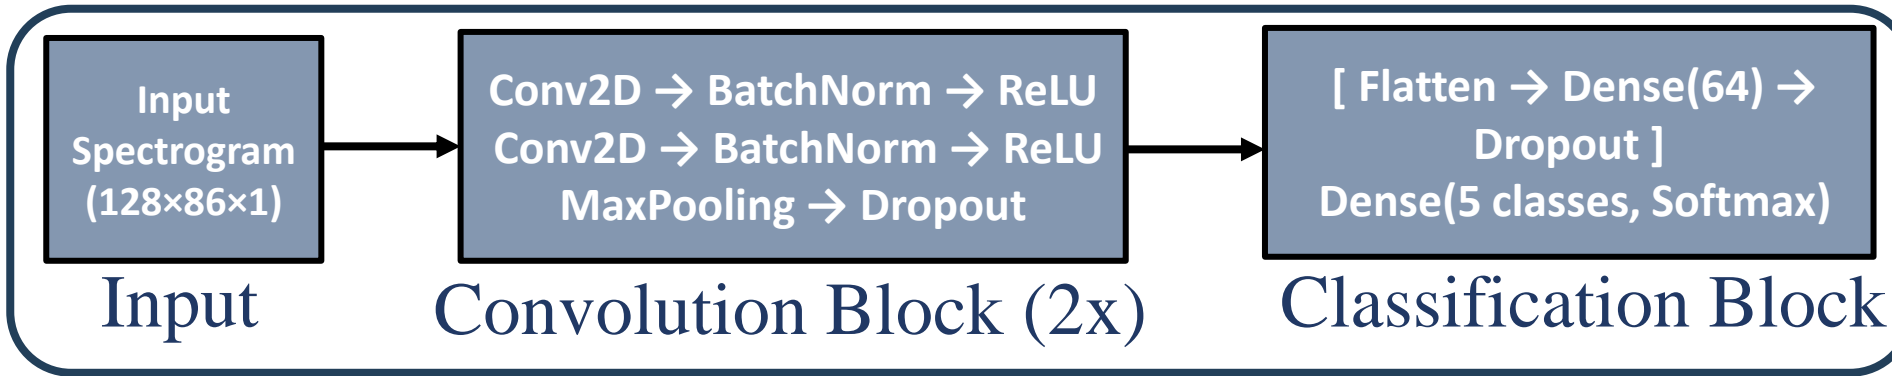 Input
Spectrogram
(128×86×1)
Input
Conv2D → BatchNorm → ReLU
Conv2D → BatchNorm → ReLU
MaxPooling → Dropout
Convolution Block (2x)
[ Flatten → Dense(64) →
Dropout ]
Dense(5 classes, Softmax)
Classification Block